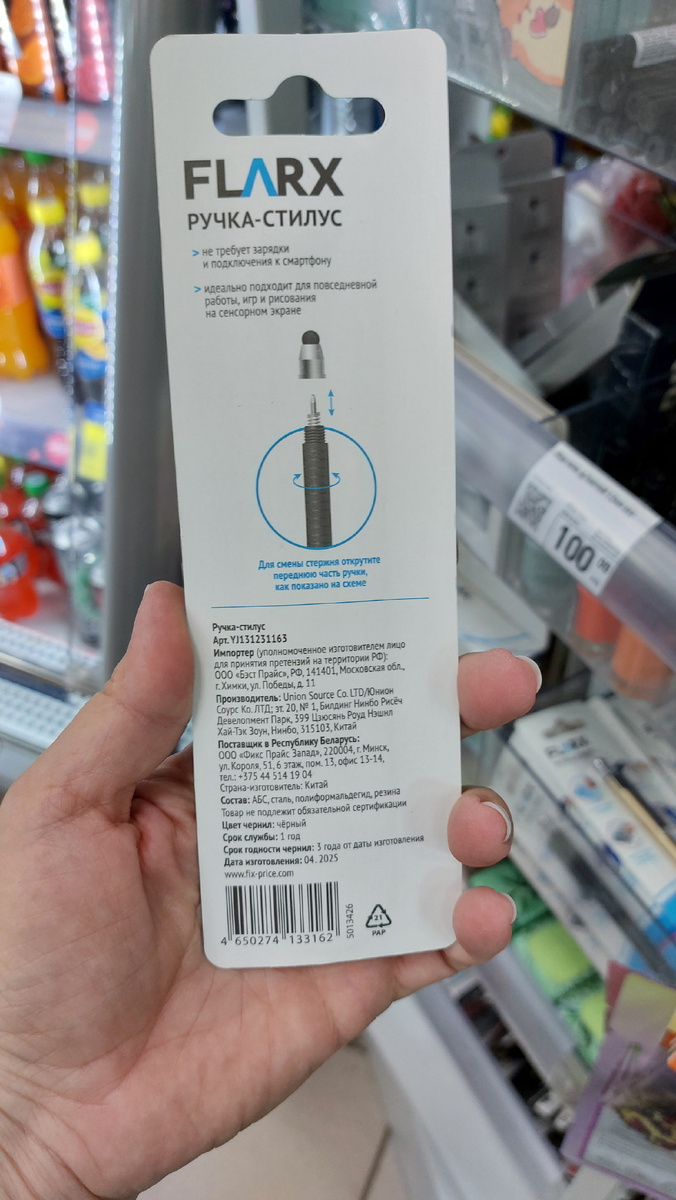 FLARX
РУЧКА-СТИЛУС
> не требует зарядки
и подключения к смартфону
> идеально подходит для повседневной
работы, игр и рисования
на сенсорном экране
Для смены стержня открутите
переднюю часть ручки,
как показано на схеме
Ручка-стилус
Арт. YJ131231163
Импортер (уполномоченное изготовителем лицо
для принятия претензий на территории РФ):
ООО «Бэст Прайс», РФ, 141401, Московская обл.,
г. Химки, ул. Победы, д. 11
Производитель: Union Source Co. LTD/Юнион
Соурс Ко. ЛТД; эт. 20, № 1, Билдинг Нинбо Рисёч
Девелопмент Парк, 399 Цзюсянь Роуд Нэшнл
Хай-Тэк Зоун, Нинбо, 315103, Китай
Поставщик в Республику Беларусь:
ООО «Фикс Прайс Запад», 220004, г. Минск,
ул. Короля, 51, 6 этаж, пом. 13, офис 13-14,
тел.: +375 44 514 19 04
Страна-изготовитель: Китай
Состав: АБС, сталь, полиформальдегид, резина
Товар не подлежит обязательной сертификации
Цвет чернил: чёрный
Срок службы: 1 год
Срок годности чернил: 3 года от даты изготовления
Дата изготовления: 04. 2025
www.fix-price.com
4 650274 133162
5013426
21
PAP
100
FLARX